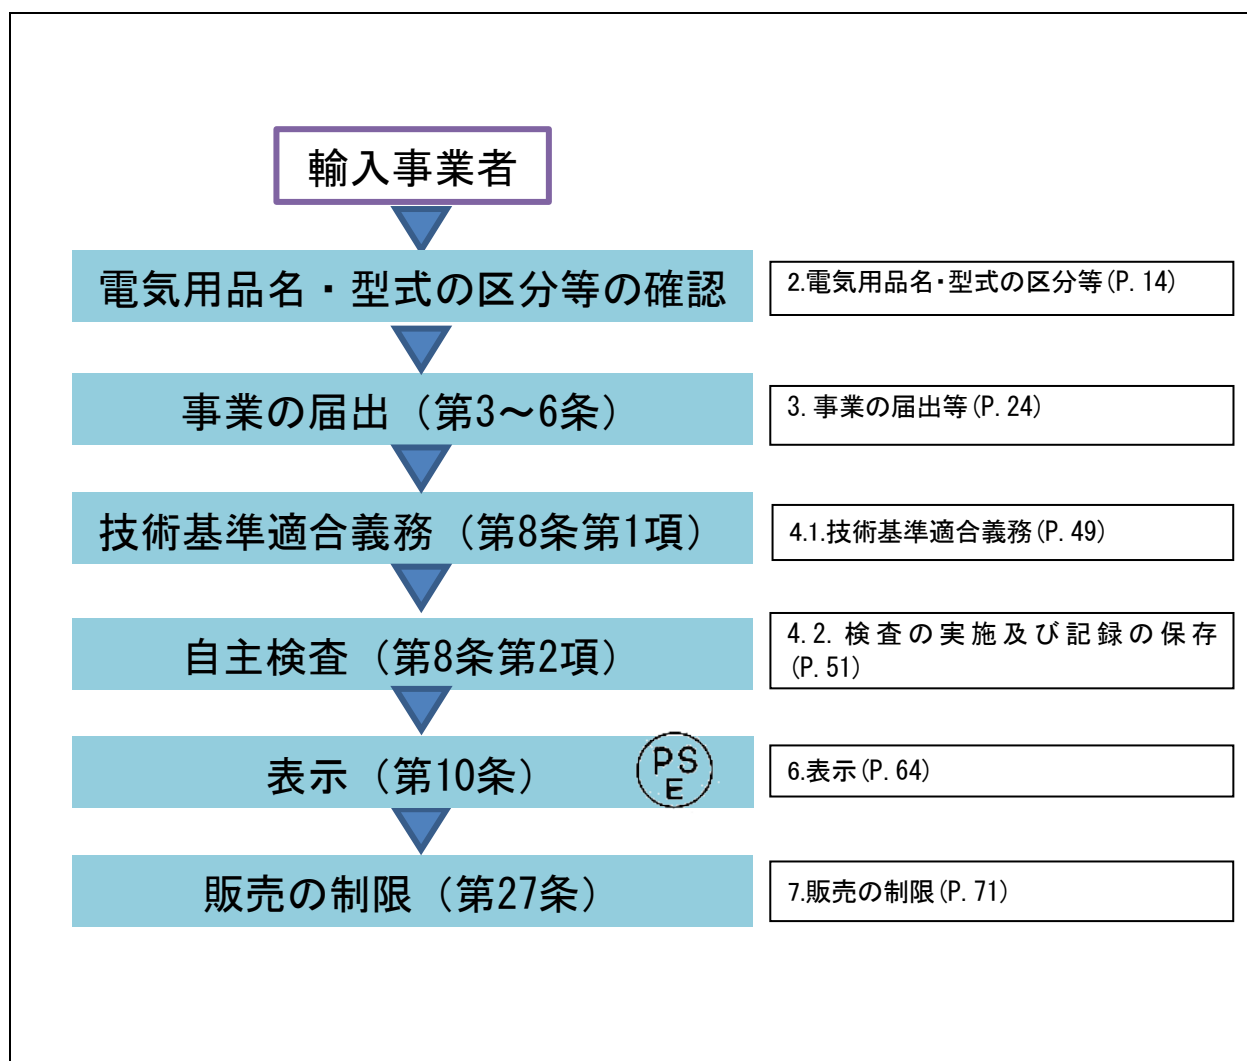 輸入事業者
電気用品名・型式の区分等の確認
2.電気用品名・型式の区分等(P.14)
事業の届出（第3～6条）
3.事業の届出等(P.24)
技術基準適合義務（第8条第1項）
4.1.技術基準適合義務(P.49)
自主検査（第8条第2項）
4.2.検査の実施及び記録の保存
(P.51)
表示（第10条）
PS
E
6.表示(P.64)
販売の制限（第27条）
7.販売の制限(P.71)